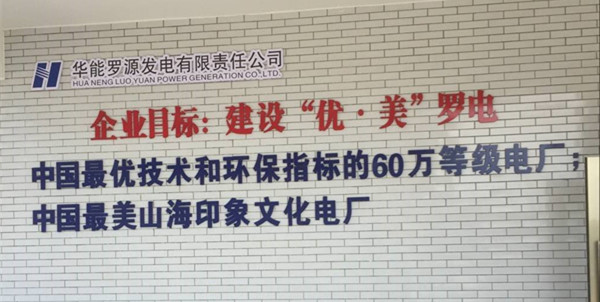 华能罗源发电有限责任公司
HUA NENG LUO YUAN POWER GENERATION CO.,LTD.
企业目标：建设“优·美”罗电
中国最优技术和环保指标的60万等级电厂；
中国最美山海印象文化电厂